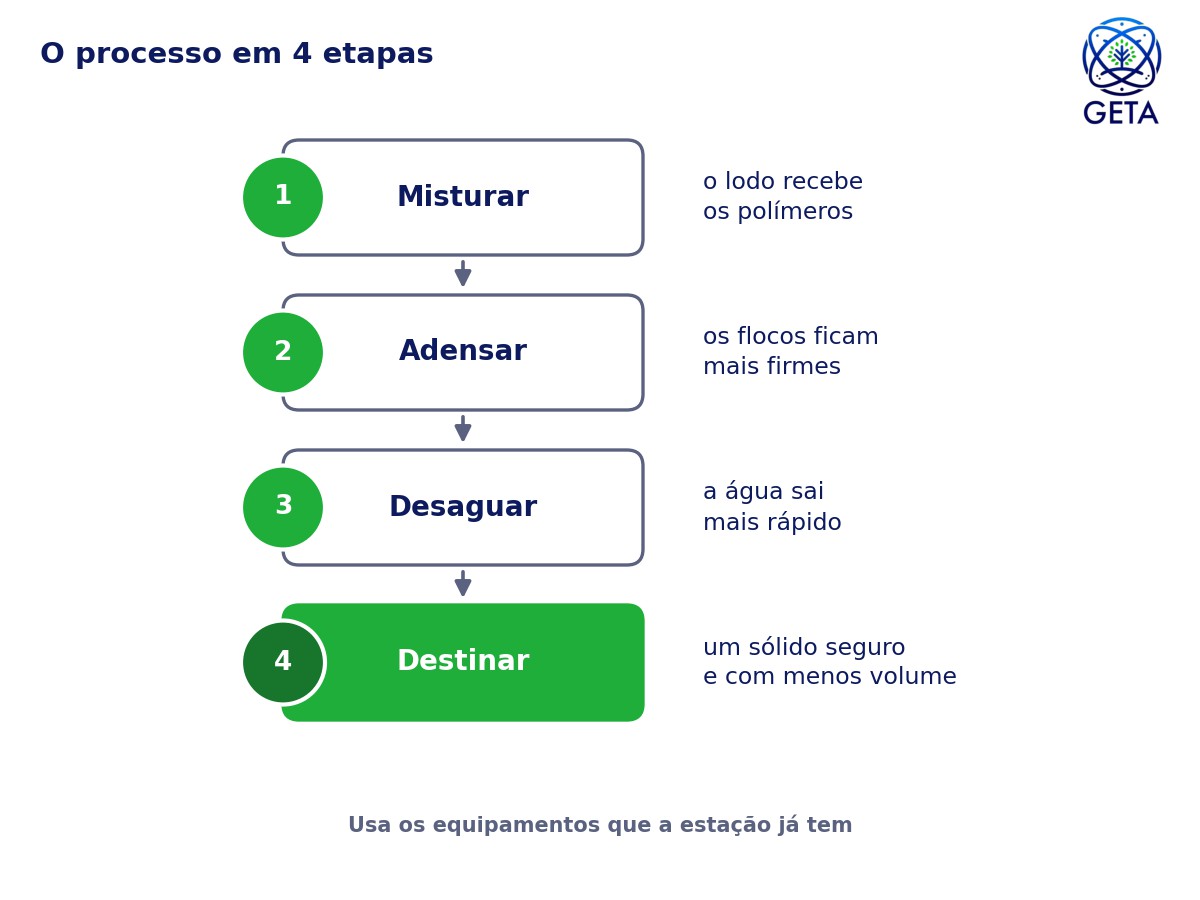 O processo em 4 etapas
GETA
1
Misturar
o lodo recebe
os polímeros
2
Adensar
os flocos ficam
mais firmes
3
Desaguar
a água sai
mais rápido
4
Destinar
um sólido seguro
e com menos volume
Usa os equipamentos que a estação já tem